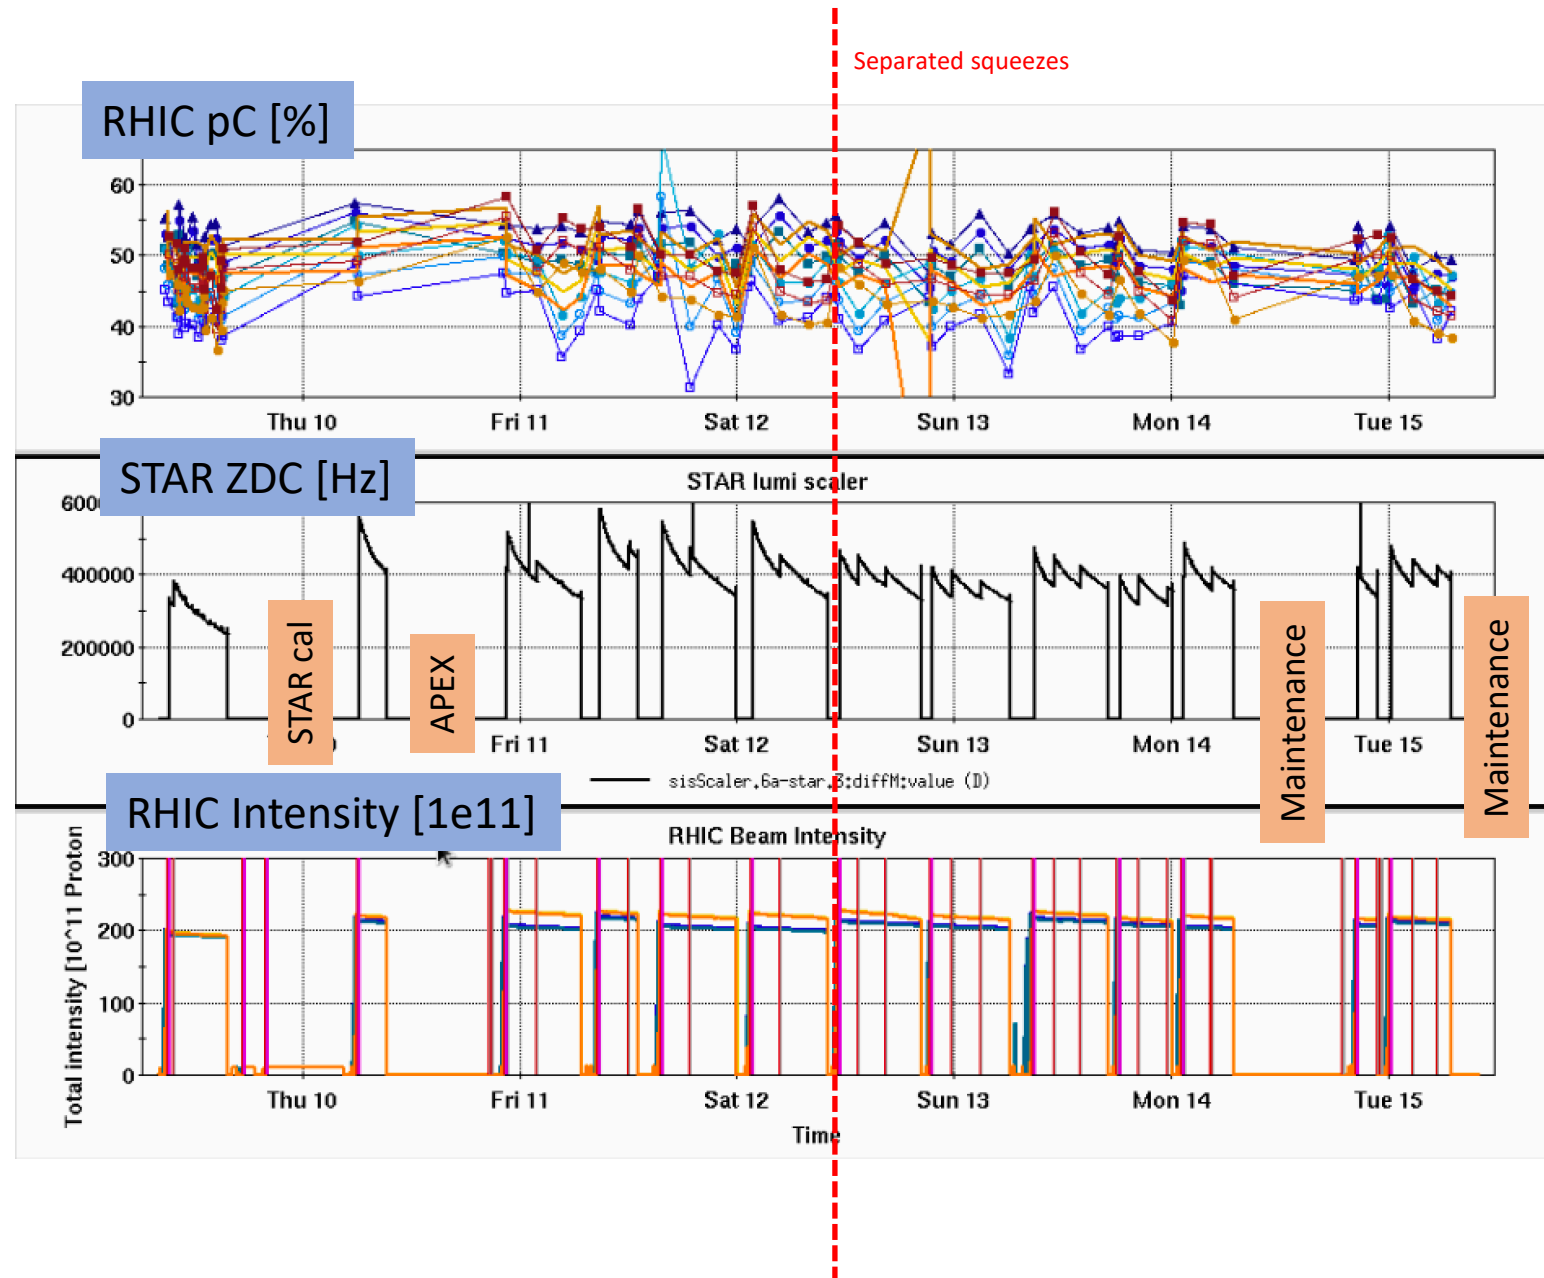 Separated squeezes
RHIC pC [%]
60
50
40
30
Thu 10
Fri 11
Sat 12
Sun 13
Mon 14
Tue 15
STAR ZDC [Hz]
STAR lumi scaler
600
400000
200000
0
STAR cal
APEX
Maintenance
Maintenance
Fri 11
Sat 12
Sun 13
Mon 14
Tue 15
sisScaler.6a-star.3:diffM:value (D)
RHIC Intensity [1e11]
RHIC Beam Intensity
Total intensity [10^11 Proton
300
200
100
0
Thu 10
Fri 11
Sat 12
Sun 13
Mon 14
Tue 15
Time